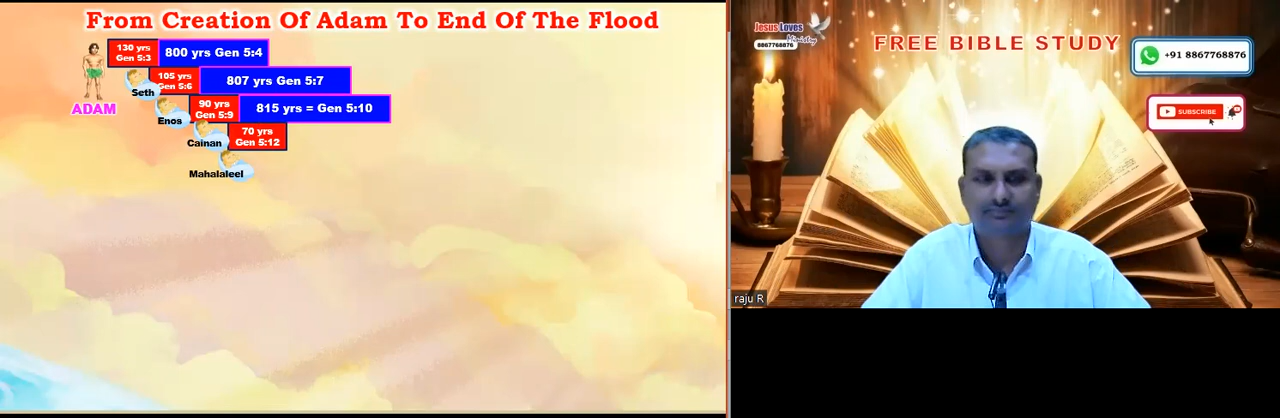 From Creation Of Adam To End Of The Flood
130 yrs
Gen 5:3
800 yrs Gen 5:4
105 yrs
Gen 5:6
807 yrs Gen 5:7
Seth
ADAM
90 yrs
Gen 5:9
815 yrs = Gen 5:10
Enos
70 yrs
Gen 5:12
Cainan
Mahalaleel
Jesus Loves
Ministry
8867768876
FREE BIBLE STUDY
+91 8867768876
SUBSCRIBE
raju R